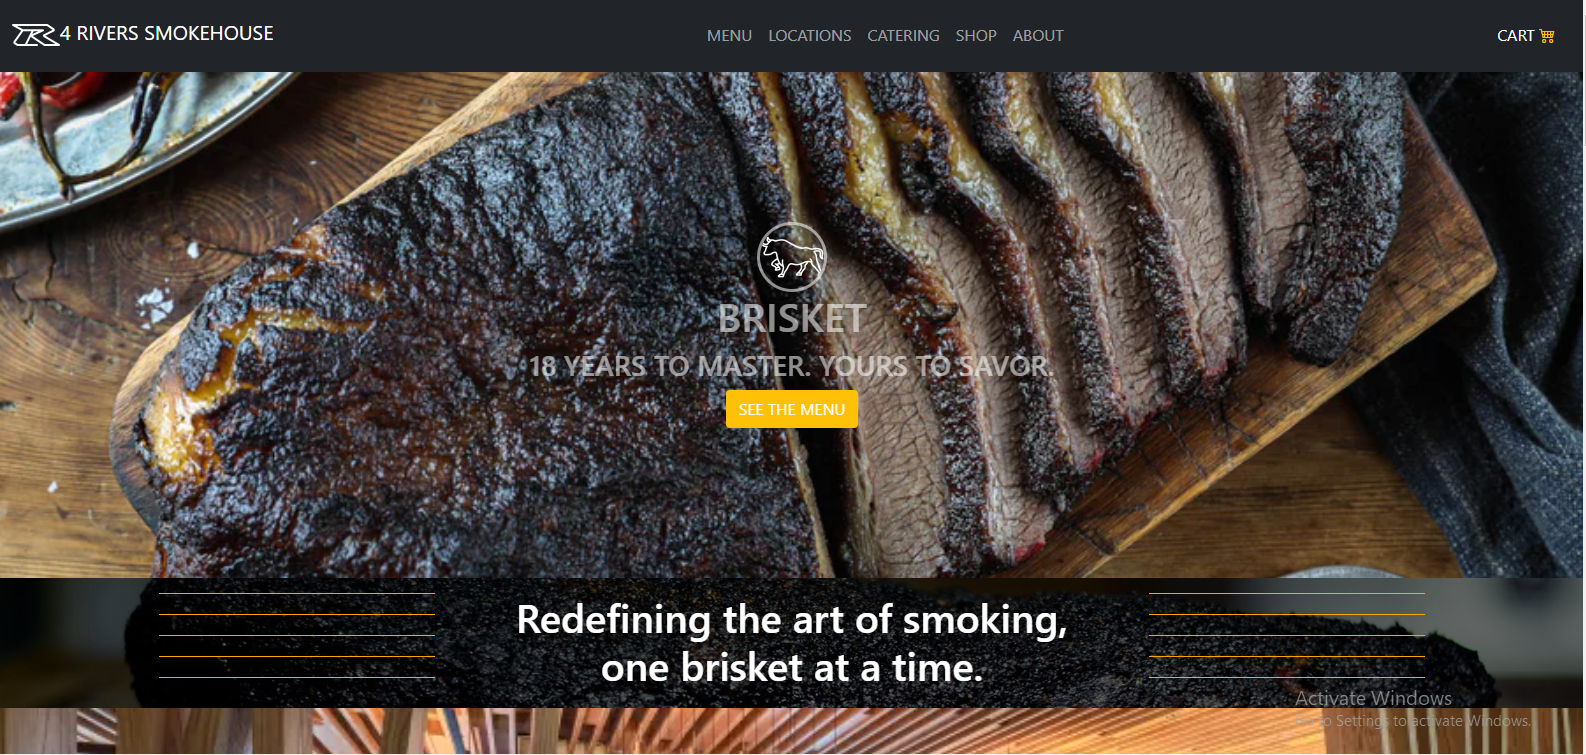 4 RIVERS SMOKEHOUSE
MENU LOCATIONS CATERING SHOP ABOUT
CART
BRISKET
18 YEARS TO MASTER. YOURS TO SAVOR.
SEE THE MENU
Redefining the art of smoking,
one brisket at a time.
Activate Windows
Go to Settings to activate Windows.